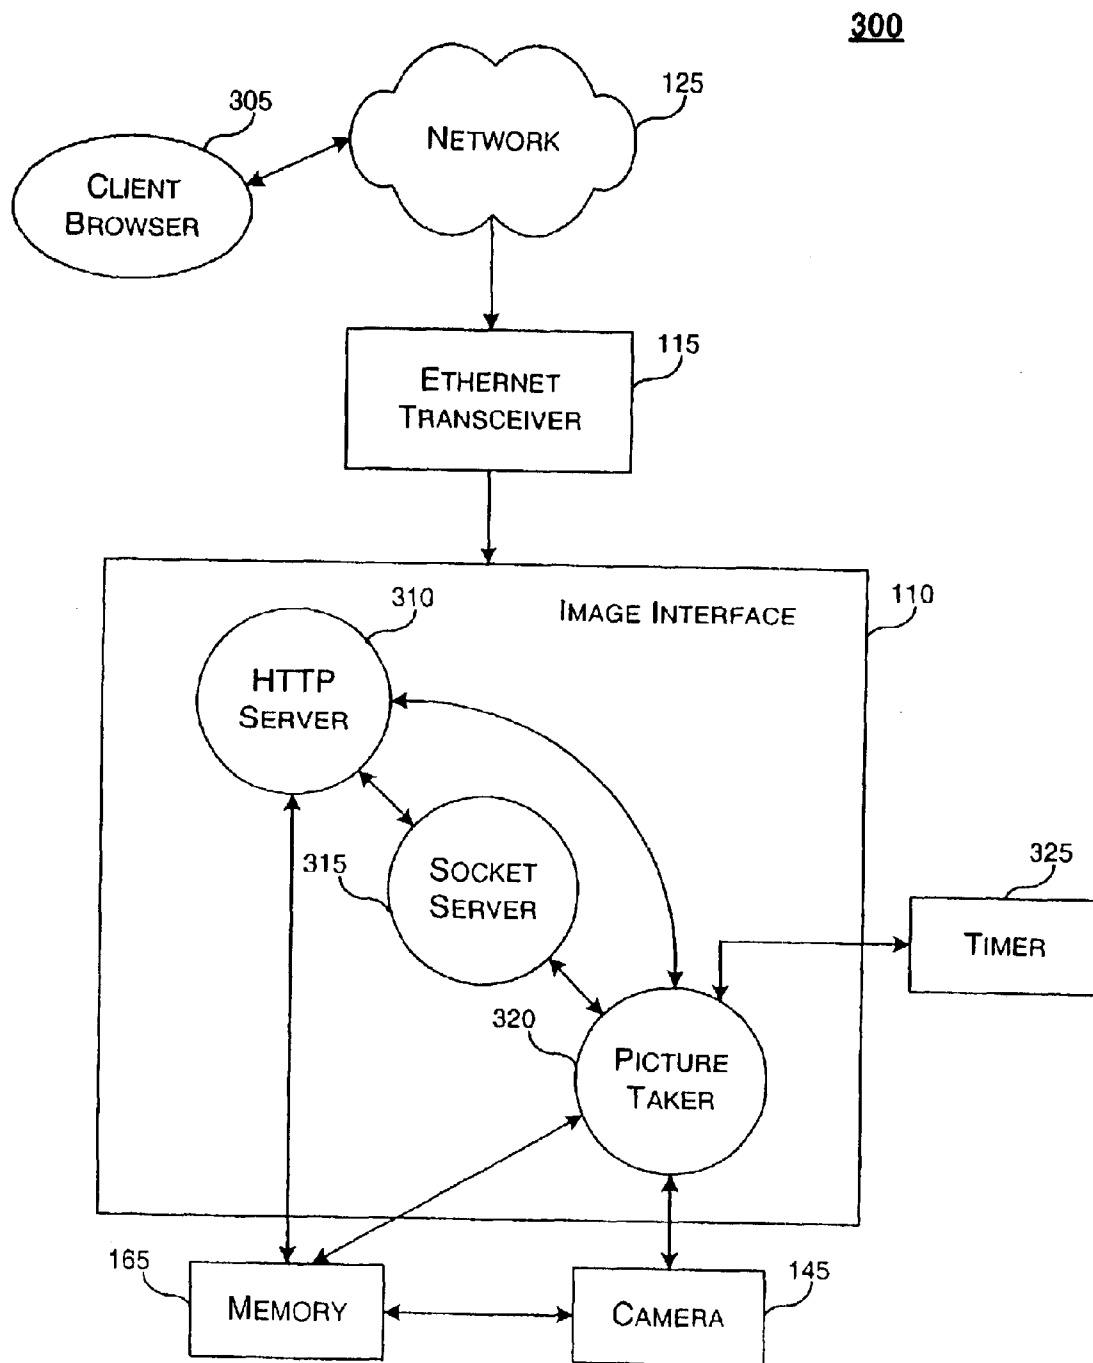 300
125
305
NETWORK
CLIENT
BROWSER
115
ETHERNET
TRANSCEIVER
310
IMAGE INTERFACE
110
HTTP
SERVER
315
SOCKET
SERVER
325
TIMER
320
PICTURE
TAKER
165
MEMORY
CAMERA
145